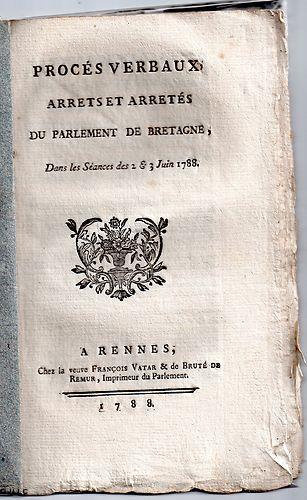 PROCÉS VERBAUX,
ARRETS ET ARRETÉS
DU PARLEMENT DE BRETAGNE,
Dans les Séances des 2 & 3 Juin 1788.
A RENNES,
Chez la veuve FRANÇOIS VATAR & de BRUTÉ DE
REMUR, Imprimeur du Parlement.
1788.